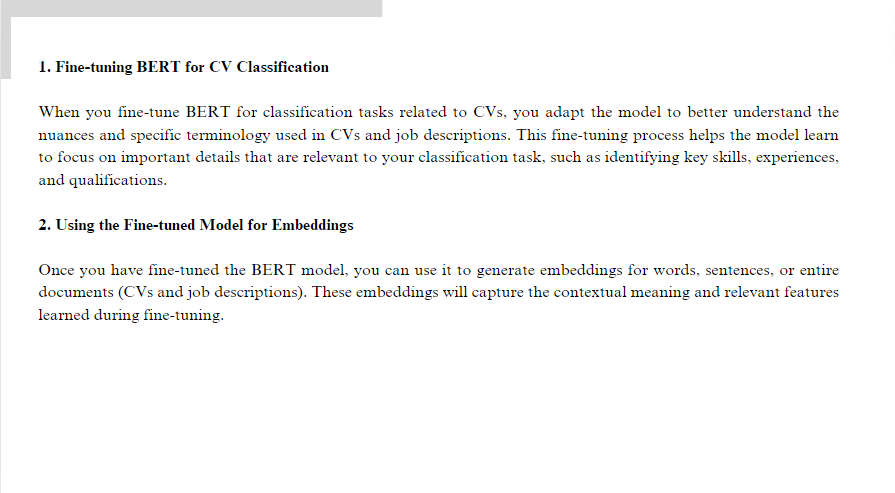 1. Fine-tuning BERT for CV Classification
When you fine-tune BERT for classification tasks related to CVs, you adapt the model to better understand the
nuances and specific terminology used in CVs and job descriptions. This fine-tuning process helps the model learn
to focus on important details that are relevant to your classification task, such as identifying key skills, experiences,
and qualifications.
2. Using the Fine-tuned Model for Embeddings
Once you have fine-tuned the BERT model, you can use it to generate embeddings for words, sentences, or entire
documents (CVs and job descriptions). These embeddings will capture the contextual meaning and relevant features
learned during fine-tuning.